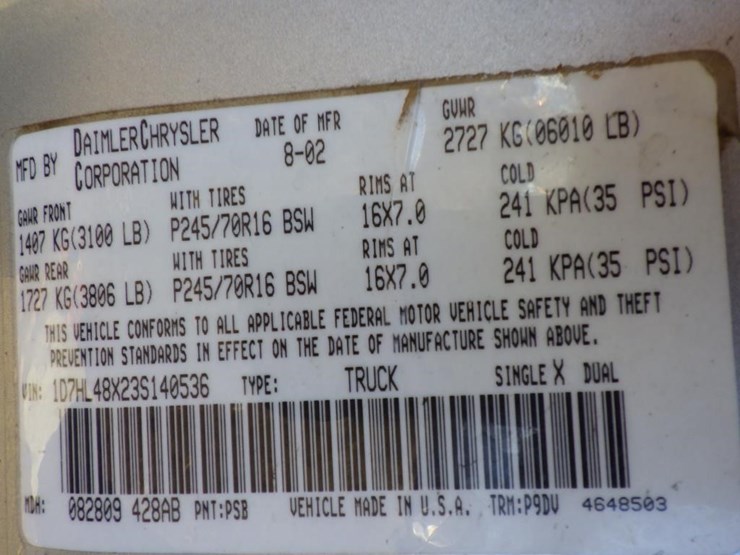 MFD BY DAIMLERCHRYSLER CORPORATION DATE OF MFR 8-02 GVWR 2727 KG(06010 LB)
GAWR FRONT WITH TIRES RIMS AT COLD
1407 KG(3100 LB) P245/70R16 BSW 16X7.0 241 KPA(35 PSI)
GAWR REAR WITH TIRES RIMS AT COLD
1727 KG(3806 LB) P245/70R16 BSW 16X7.0 241 KPA(35 PSI)
THIS VEHICLE CONFORMS TO ALL APPLICABLE FEDERAL MOTOR VEHICLE SAFETY AND THEFT
PREVENTION STANDARDS IN EFFECT ON THE DATE OF MANUFACTURE SHOWN ABOVE.
VIN: 1D7HL48X23S140536 TYPE: TRUCK SINGLE X DUAL
MDH: 082809 428AB PNT:PSB VEHICLE MADE IN U.S.A. TRM:P9DV 4648503